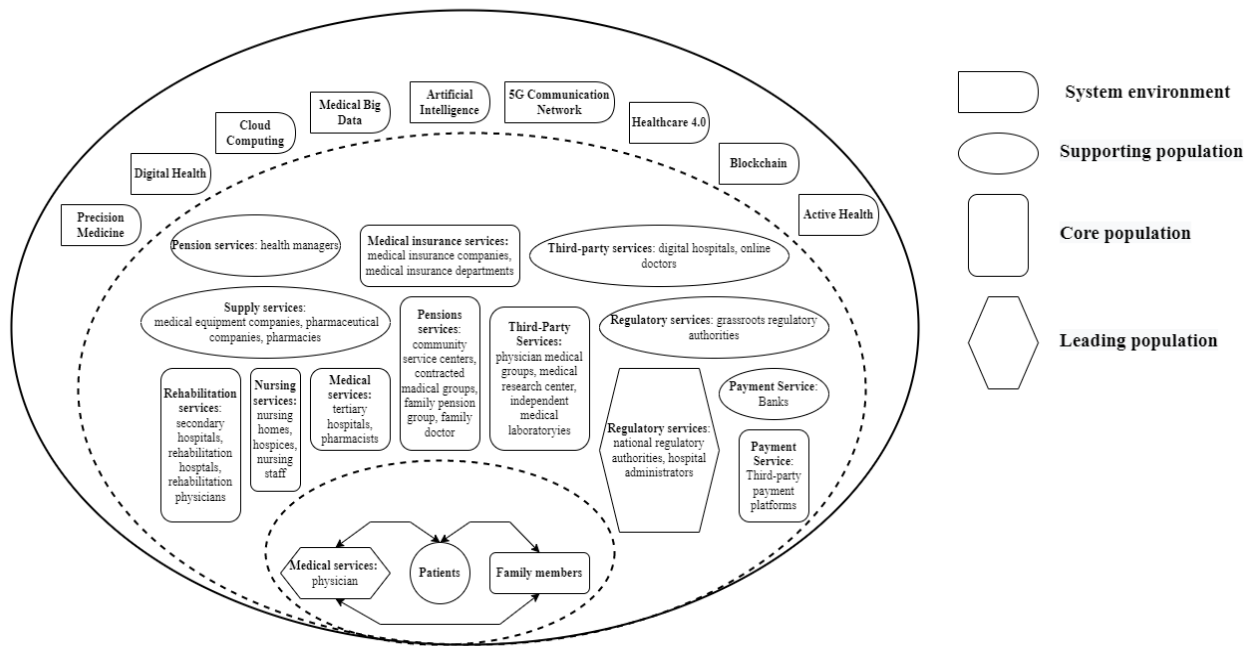 Artificial
Intelligence
5G Communication
Network
Medical Big
Data
Healthcare 4.0
Cloud
Computing
Blockchain
Digital Health
Active Health
Precision
Medicine
Pension services: health managers
Medical insurance services:
medical insurance companies,
medical insurance departments
Third-party services: digital hospitals, online
doctors
Supply services:
medical equipment companies, pharmaceutical
companies, pharmacies
Pensions
services:
community
service centers,
contracted
madical groups,
family pension
group, family
doctor
Third-Party
Services:
physician medical
groups, medical
research center,
independent
medical
laboratoryies
Regulatory services: grassroots regulatory
authorities
Rehabilitation
services:
secondary
hospitals,
rehabilitation
hosptals,
rehabilitation
physicians
Nursing
services:
nursing
homes,
hospices,
nursing
staff
Medical
services:
tertiary
hospitals,
pharmacists
Regulatory services:
national regulatory
authorities, hospital
administrators
Payment Service:
Banks
Payment
Service:
Third-party
payment
platforms
Medical services:
physician
Patients
Family members
System environment
Supporting population
Core population
Leading population